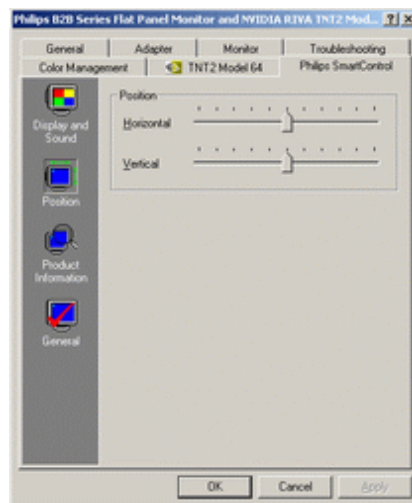 Philips B2B Series Flat Panel Monitor and NVIDIA RIVA TNT2 Mod... ? x
General Adapter Monitor Troubleshooting
Color Management TNT2 Model 64 Philips SmartControl
Position
Horizontal
Vertical
Display and
Sound
Position
Product
Information
General
OK Cancel Apply